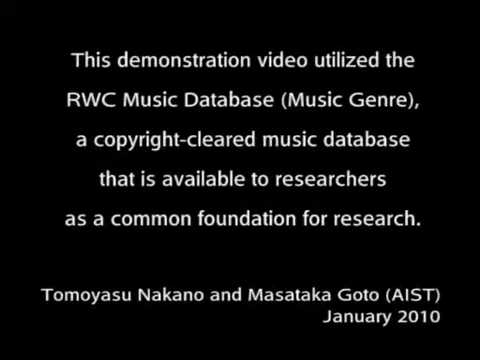 This demonstration video utilized the
RWC Music Database (Music Genre),
a copyright-cleared music database
that is available to researchers
as a common foundation for research.
Tomoyasu Nakano and Masataka Goto (AIST)
January 2010